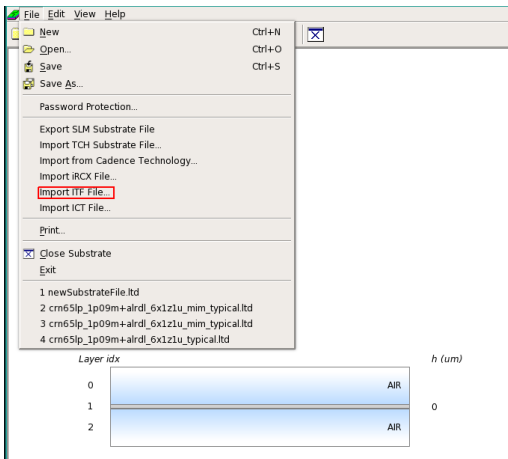 File Edit View Help
New Ctrl+N
Open... Ctrl+O
Save Ctrl+S
Save As...
Password Protection...
Export SLM Substrate File
Import TCH Substrate File...
Import from Cadence Technology...
Import iRCX File...
Import ITF File...
Import ICT File...
Print...
Close Substrate
Exit
1 newSubstrateFile.ltd
2 crn65lp_1p09m+alrdl_6x1z1u_mim_typical.ltd
3 crn65lp_1p09m+alrdl_6x1z1u_mim_typical.ltd
4 crn65lp_1p09m+alrdl_6x1z1u_typical.ltd
Layer idx h (um)
0 AIR
1 0
2 AIR